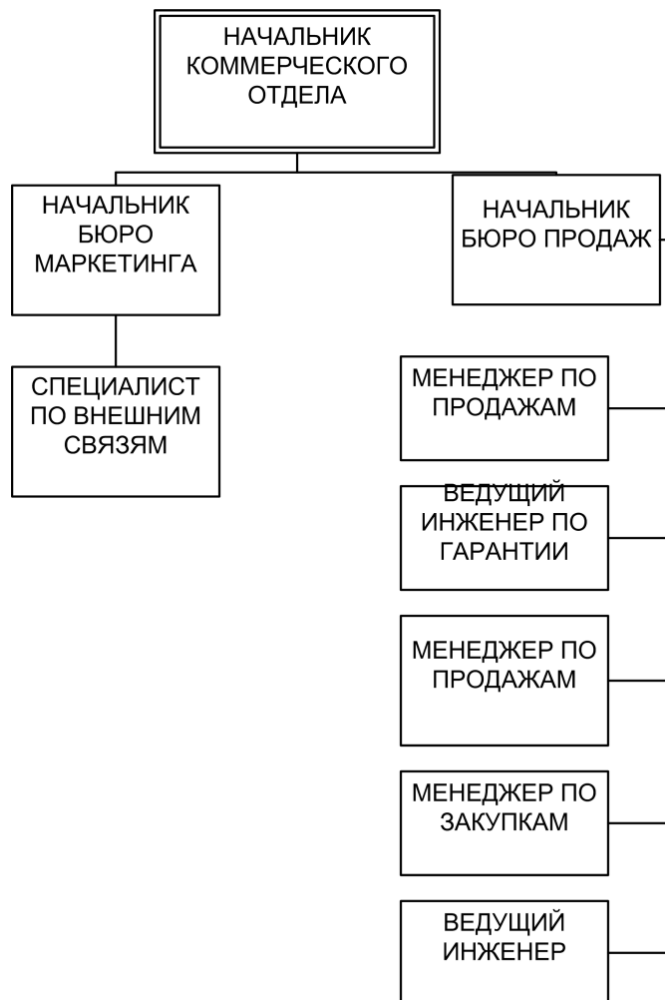 НАЧАЛЬНИК
КОММЕРЧЕСКОГО
ОТДЕЛА
НАЧАЛЬНИК
БЮРО
МАРКЕТИНГА
НАЧАЛЬНИК
БЮРО ПРОДАЖ
СПЕЦИАЛИСТ
ПО ВНЕШНИМ
СВЯЗЯМ
МЕНЕДЖЕР ПО
ПРОДАЖАМ
ВЕДУЩИЙ
ИНЖЕНЕР ПО
ГАРАНТИИ
МЕНЕДЖЕР ПО
ПРОДАЖАМ
МЕНЕДЖЕР ПО
ЗАКУПКАМ
ВЕДУЩИЙ
ИНЖЕНЕР